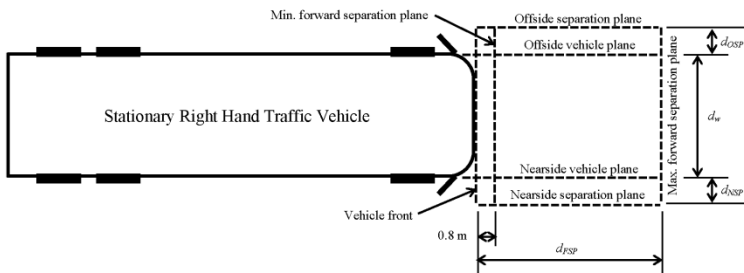 Min. forward separation plane
Offside separation plane
Offside vehicle plane
d_OSP
Stationary Right Hand Traffic Vehicle
Max. forward separation plane
d_w
Nearside vehicle plane
Nearside separation plane
d_NSP
Vehicle front
0.8 m
d_FSP